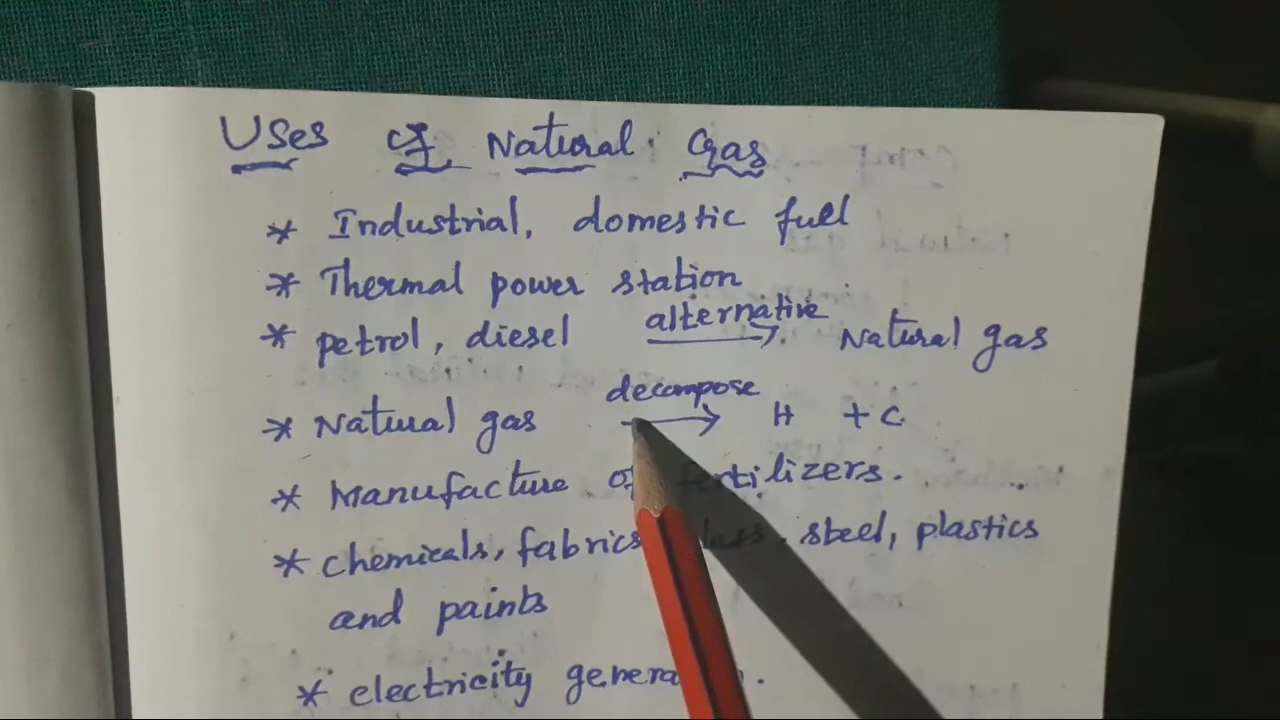 Uses of Natural Gas
* Industrial, domestic full
* Thermal power station
* petrol, diesel alternative → Natural gas
* Natural gas decompose → H + C
* Manufacture of fertilizers.
* chemicals, fabrics, steel, plastics
and paints
* electricity